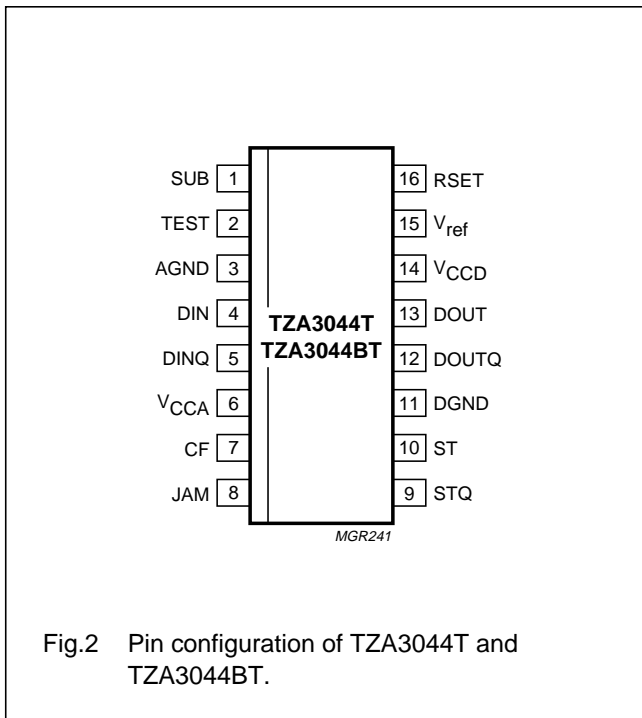 SUB 1 16 RSET
TEST 2 15 Vref
AGND 3 14 VCCD
DIN 4 13 DOUT
TZA3044T
TZA3044BT
DINQ 5 12 DOUTQ
VCCA 6 11 DGND
CF 7 10 ST
JAM 8 9 STQ
MGR241
Fig.2 Pin configuration of TZA3044T and
TZA3044BT.